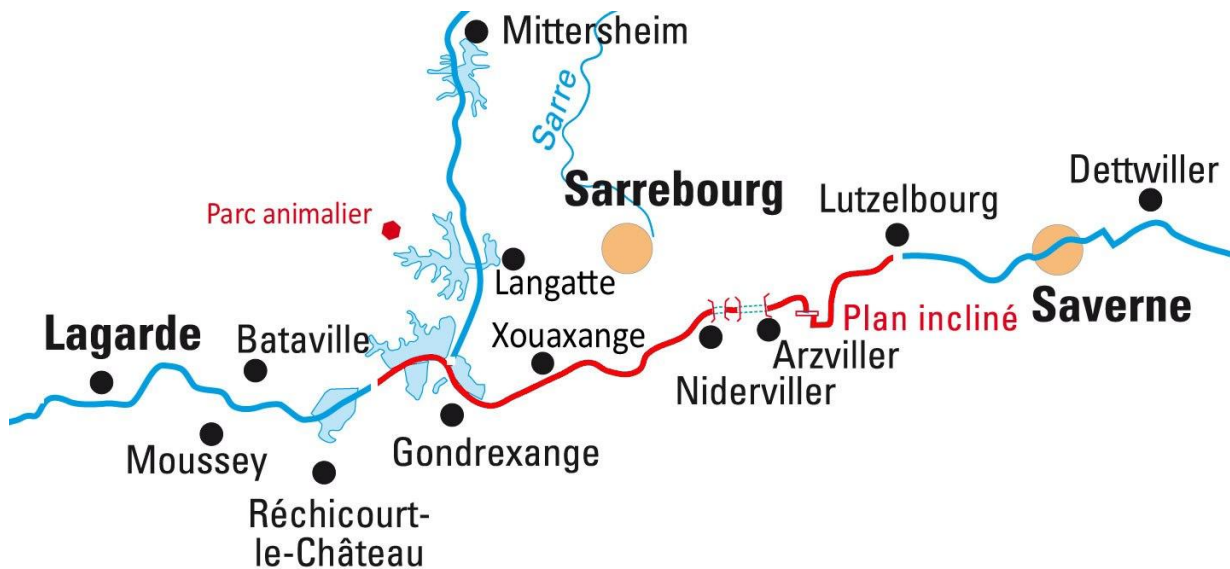 Mittersheim
Sarre
Dettwiller
Sarrebourg
Lutzelbourg
Parc animalier
Langatte
Saverne
Lagarde
Bataville
Xouaxange
Plan incliné
Arzviller
Niderviller
Moussey
Gondrexange
Réchicourt-
le-Château